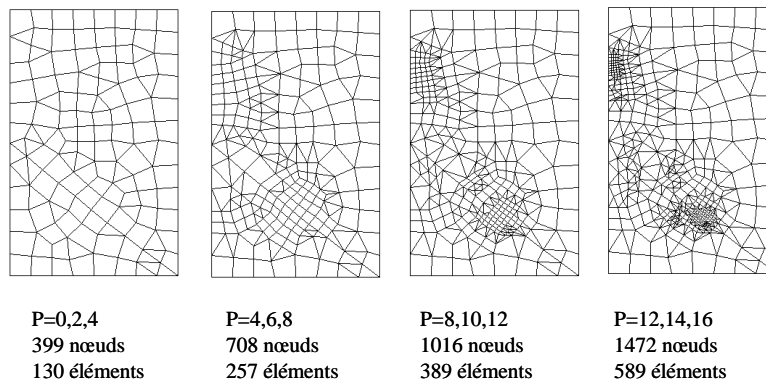 P=0,2,4
399 nœuds
130 éléments
P=4,6,8
708 nœuds
257 éléments
P=8,10,12
1016 nœuds
389 éléments
P=12,14,16
1472 nœuds
589 éléments